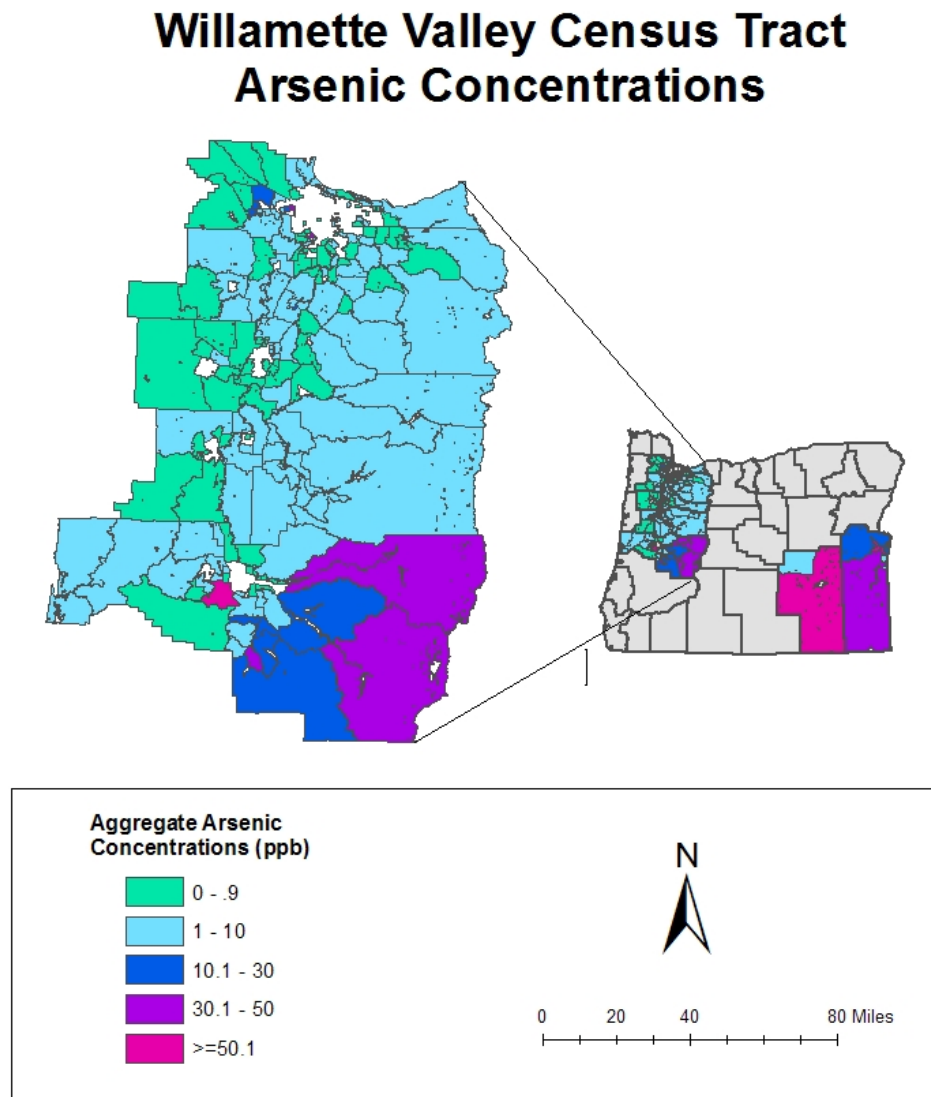 Willamette Valley Census Tract
Arsenic Concentrations
Aggregate Arsenic
Concentrations (ppb)
0 - .9
1 - 10
10.1 - 30
30.1 - 50
>=50.1
N
0 20 40 80 Miles